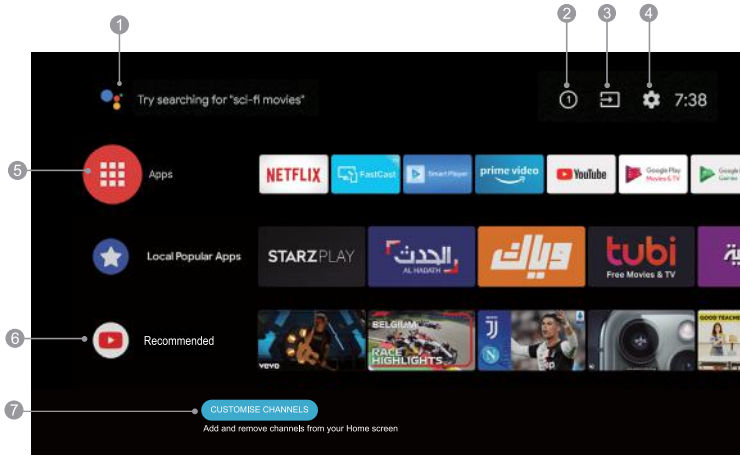 1
2
3
4
Try searching for "sci-fi movies"
1
7:38
5
Apps
NETFLIX
FastCast
Smart Player
prime video
YouTube
Google Play
Movies & TV
Google
Games
Local Popular Apps
STARZPLAY
الحدث
AL HADATH
وياك
tubi
Free Movies & TV
ية
6
Recommended
vevo
BELGIUM
RACE
HIGHLIGHTS
J
N
GOOD TEACHE
7
CUSTOMISE CHANNELS
Add and remove channels from your Home screen